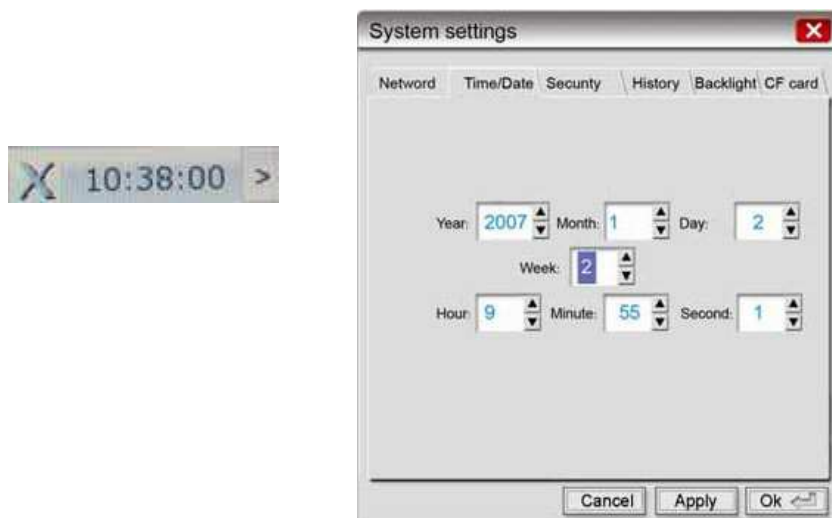 System settings
Netword Time/Date Securty History Backlight CF card
10:38:00 >
Year: 2007 Month: 1 Day: 2
Week: 2
Hour: 9 Minute: 55 Second: 1
Cancel Apply Ok